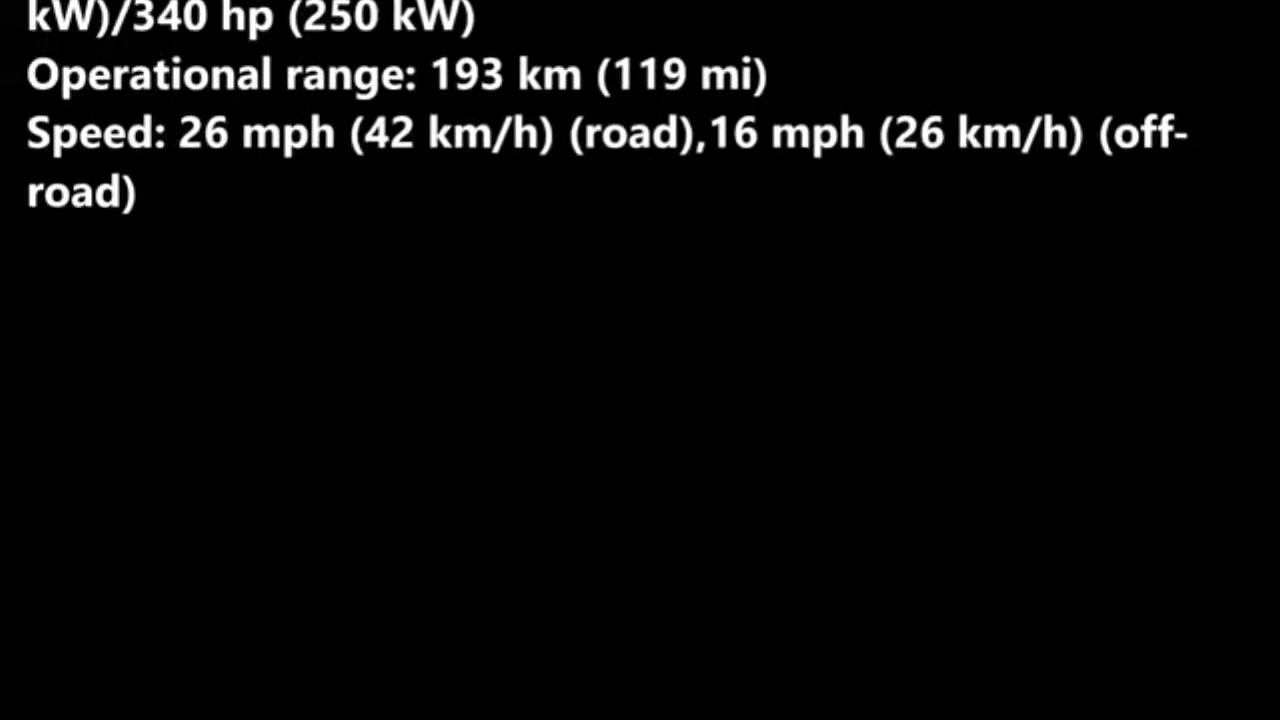 kW)/340 hp (250 kW)
Operational range: 193 km (119 mi)
Speed: 26 mph (42 km/h) (road),16 mph (26 km/h) (off-
road)